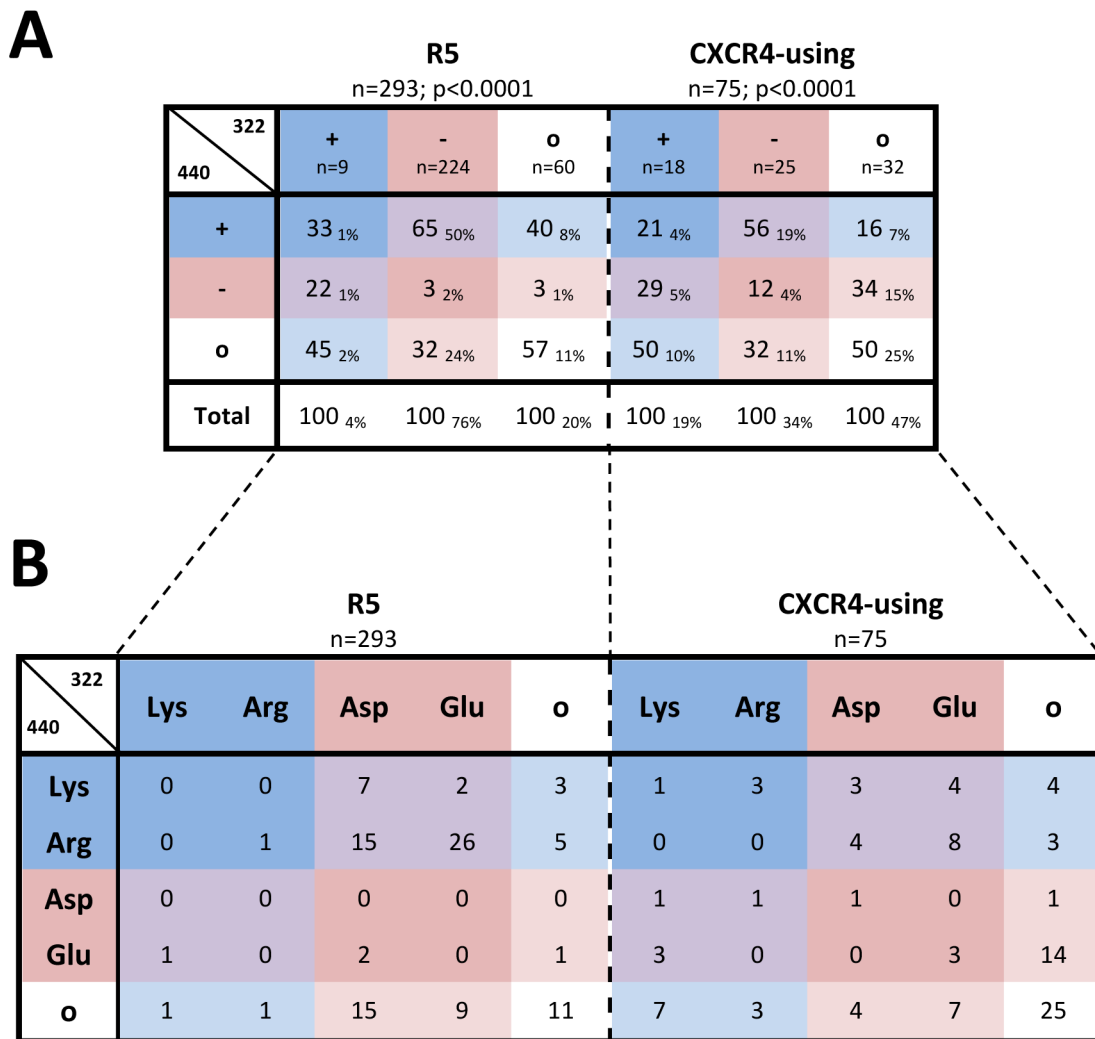 A
R5 CXCR4-using
n=293; p<0.0001 n=75; p<0.0001
322 + - o + - o
440 n=9 n=224 n=60 n=18 n=25 n=32
+ 33 1% 65 50% 40 8% 21 4% 56 19% 16 7%
- 22 1% 3 2% 3 1% 29 5% 12 4% 34 15%
o 45 2% 32 24% 57 11% 50 10% 32 11% 50 25%
Total 100 4% 100 76% 100 20% 100 19% 100 34% 100 47%
B
R5 CXCR4-using
n=293 n=75
322
440 Lys Arg Asp Glu o Lys Arg Asp Glu o
Lys 0 0 7 2 3 1 3 3 4 4
Arg 0 1 15 26 5 0 0 4 8 3
Asp 0 0 0 0 0 1 1 1 0 1
Glu 1 0 2 0 1 3 0 0 3 14
o 1 1 15 9 11 7 3 4 7 25